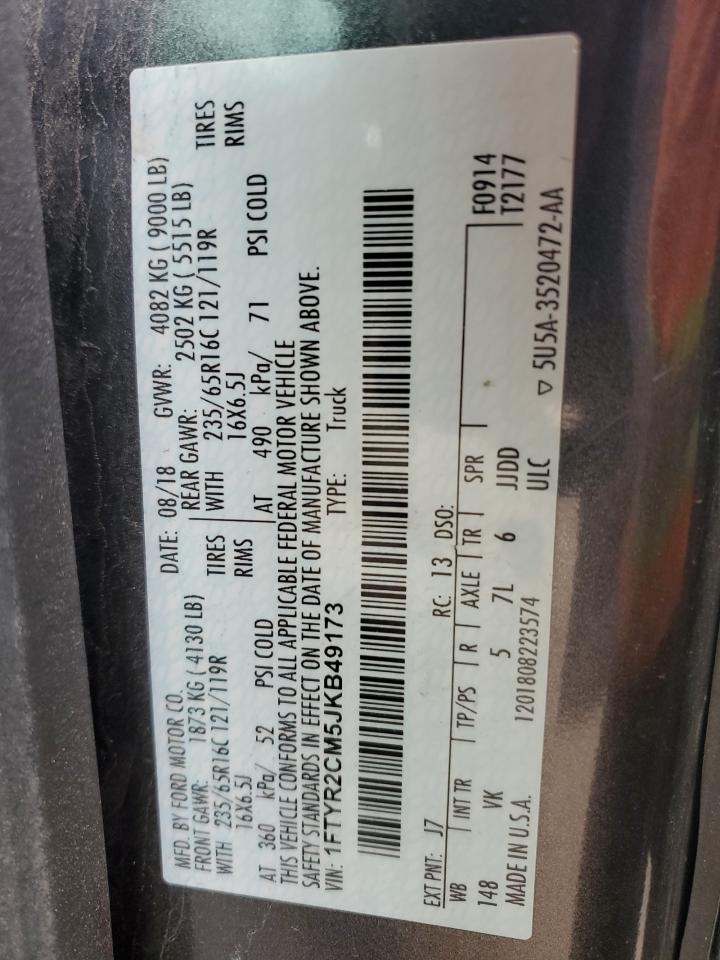 MFD. BY FORD MOTOR CO. DATE: 08/18 GVWR: 4082 KG ( 9000 LB)
FRONT GAWR: 1873 KG ( 4130 LB) REAR GAWR: 2502 KG ( 5515 LB)
WITH 235/65R16C 121/119R TIRES WITH 235/65R16C 121/119R TIRES
16X6.5J RIMS 16X6.5J RIMS
AT 360 kPa/ 52 PSI COLD AT 490 kPa/ 71 PSI COLD
THIS VEHICLE CONFORMS TO ALL APPLICABLE FEDERAL MOTOR VEHICLE
SAFETY STANDARDS IN EFFECT ON THE DATE OF MANUFACTURE SHOWN ABOVE.
VIN: 1FTYR2CM5JKB49173 TYPE: Truck
EXT PNT: J7 RC: 13 DSO:
WB INT TR TP/PS R AXLE TR SPR F0914
148 VK 5 7L 6 JJDD T2177
MADE IN U.S.A. 1201808223574 ULC
▽ 5U5A-3520472-AA